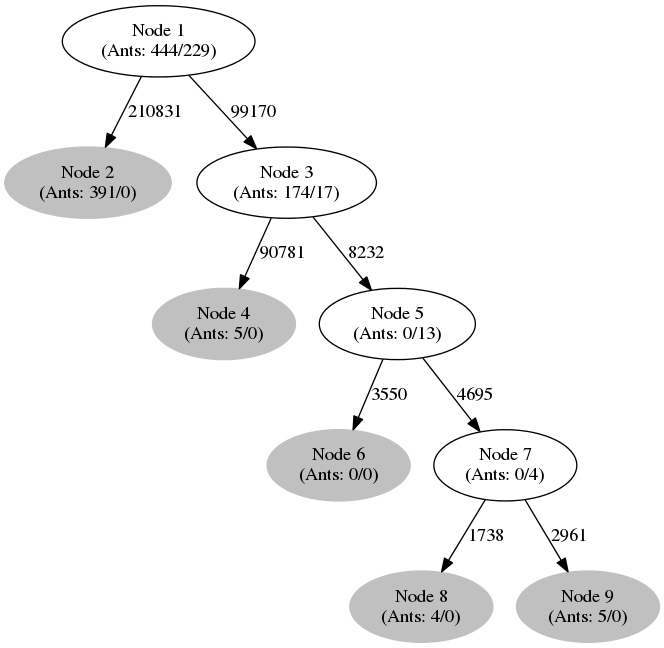 Node 1
(Ants: 444/229)
210831
99170
Node 2
(Ants: 391/0)
Node 3
(Ants: 174/17)
90781
8232
Node 4
(Ants: 5/0)
Node 5
(Ants: 0/13)
3550
4695
Node 6
(Ants: 0/0)
Node 7
(Ants: 0/4)
1738
2961
Node 8
(Ants: 4/0)
Node 9
(Ants: 5/0)